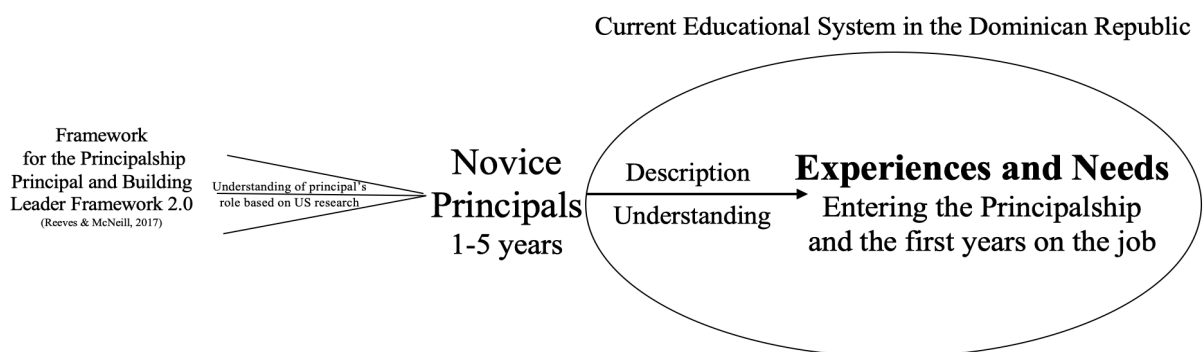 Current Educational System in the Dominican Republic
Framework
for the Principalship
Principal and Building
Leader Framework 2.0
(Reeves & McNeill, 2017)
Understanding of principal's
role based on US research
Novice
Principals
1-5 years
Description
Understanding
Experiences and Needs
Entering the Principalship
and the first years on the job